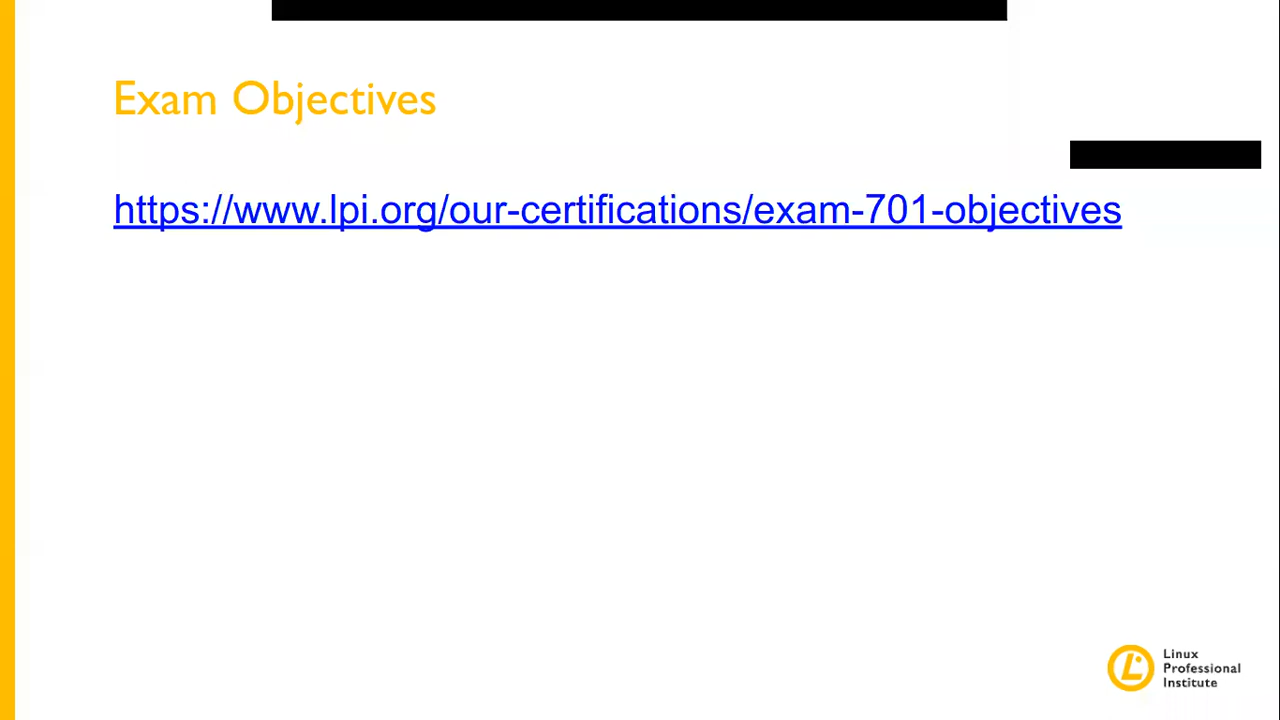 Exam Objectives
https://www.lpi.org/our-certifications/exam-701-objectives
Linux
Professional
Institute